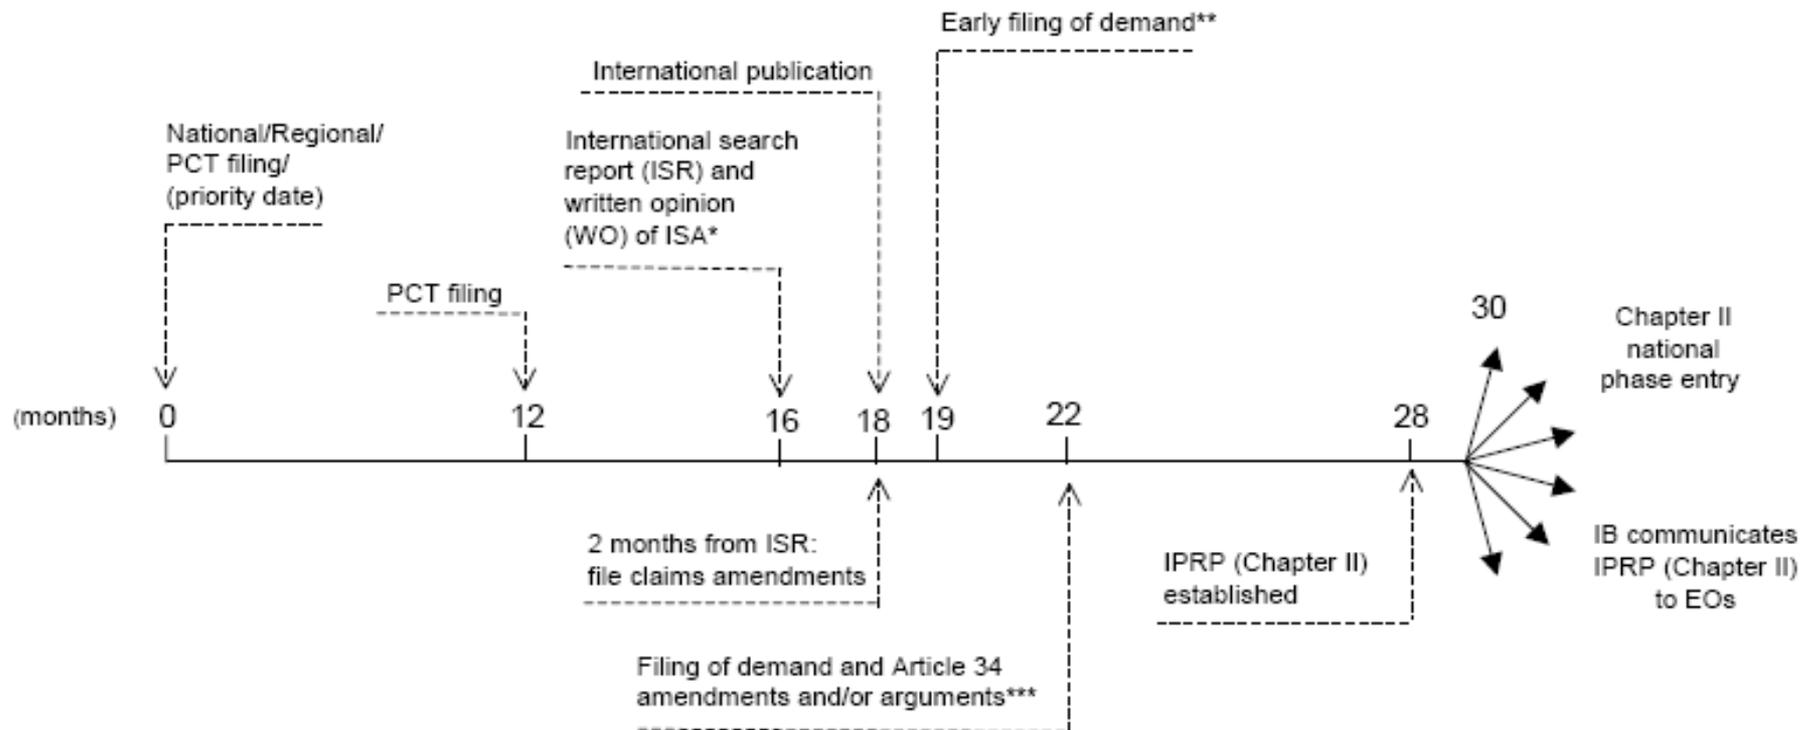 Early filing of demand**
International publication
National/Regional/
PCT filing/
(priority date)
International search
report (ISR) and
written opinion
(WO) of ISA*
PCT filing
30
Chapter II
national
phase entry
(months) 0 12 16 18 19 22 28
2 months from ISR:
file claims amendments
IPRP (Chapter II)
established
IB communicates
IPRP (Chapter II)
to EOs
Filing of demand and Article 34
amendments and/or arguments***